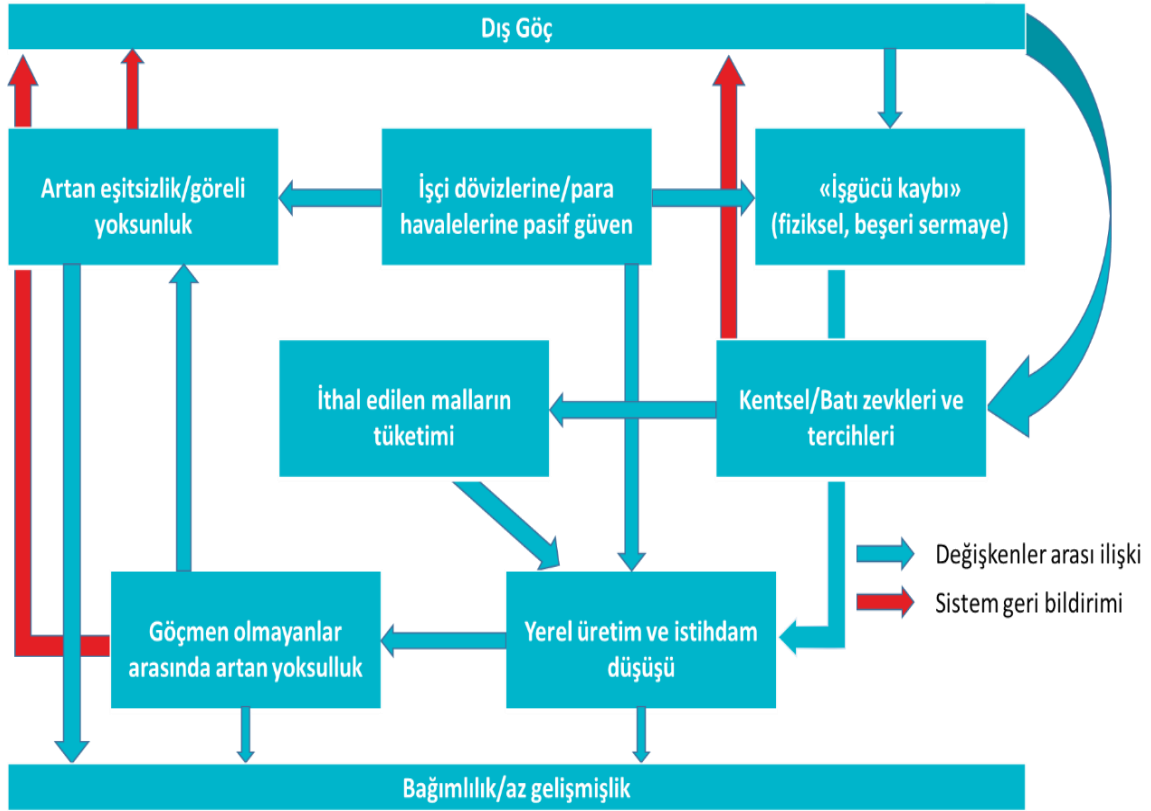 Dış Göç
Artan eşitsizlik/göreli
yoksunluk
İşçi dövizlerine/para
havalelerine pasif güven
«İşgücü kaybı»
(fiziksel, beşeri sermaye)
İthal edilen malların
tüketimi
Kentsel/Batı zevkleri ve
tercihleri
Değişkenler arası ilişki
Sistem geri bildirimi
Göçmen olmayanlar
arasında artan yoksulluk
Yerel üretim ve istihdam
düşüşü
Bağımlılık/az gelişmişlik